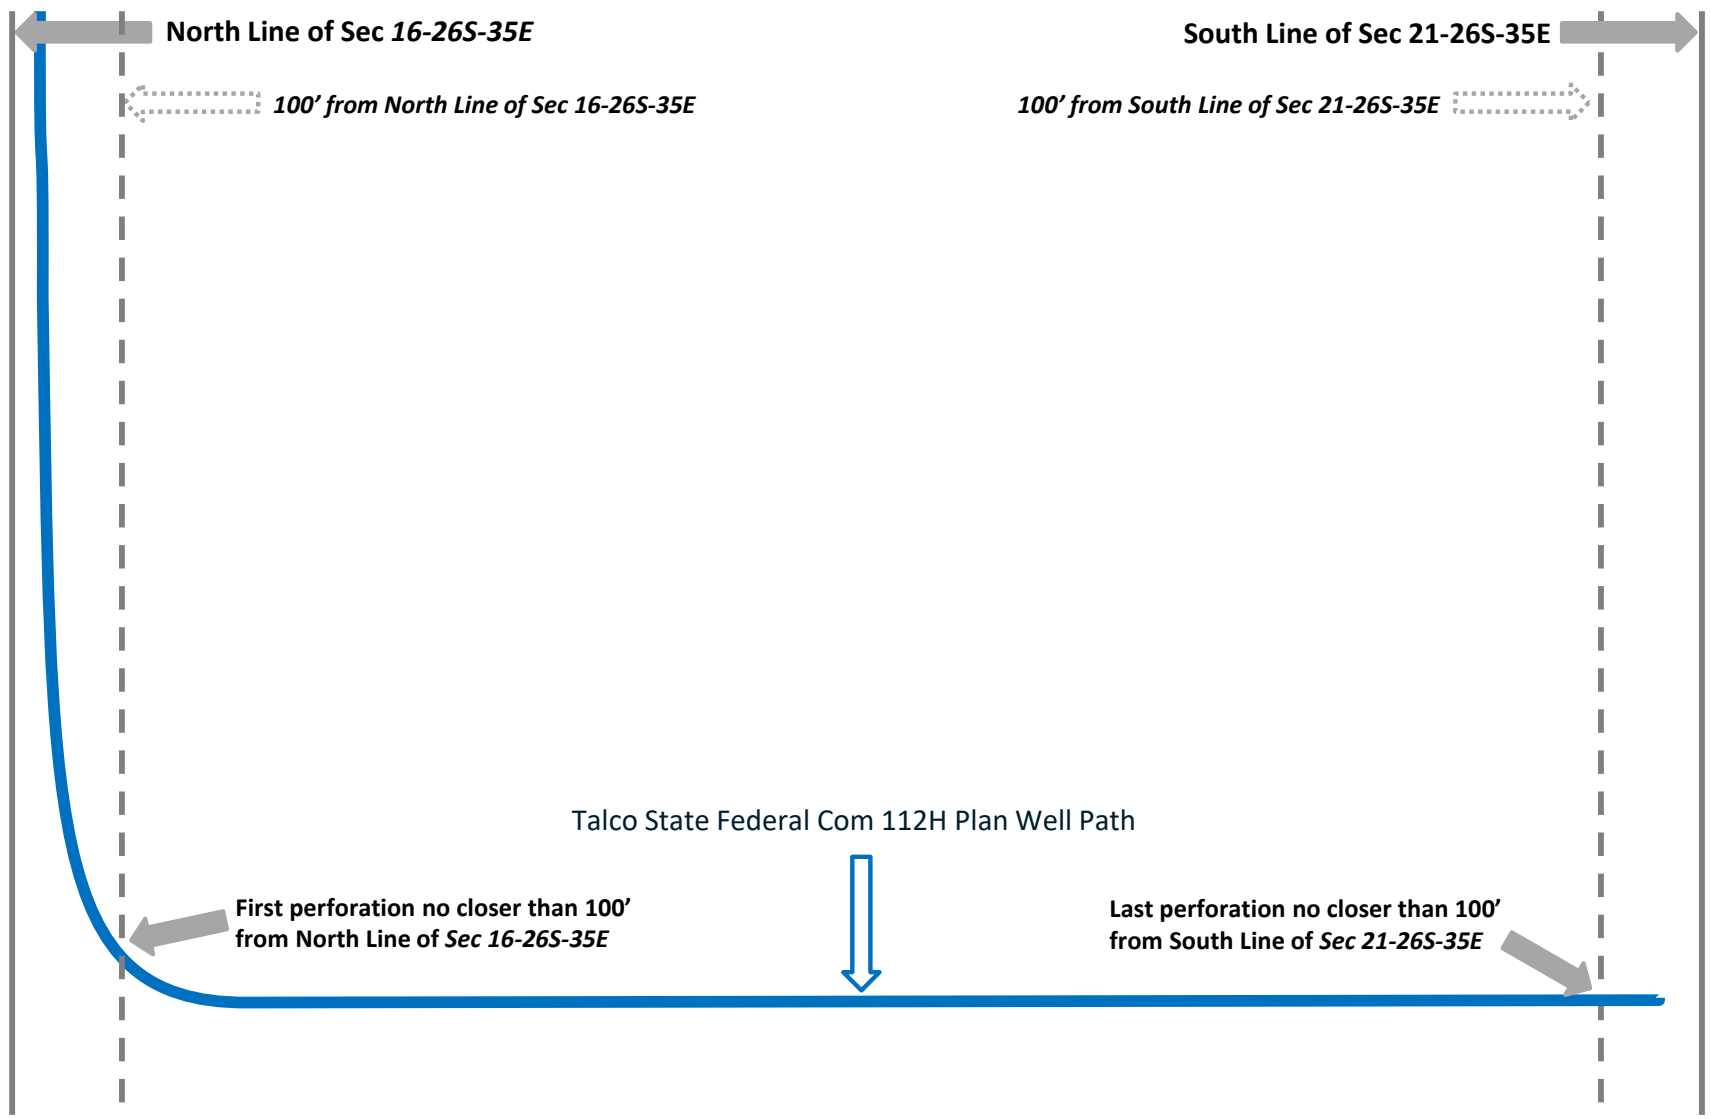 North Line of Sec 16-26S-35E
South Line of Sec 21-26S-35E
100’ from North Line of Sec 16-26S-35E
100’ from South Line of Sec 21-26S-35E
Talco State Federal Com 112H Plan Well Path
First perforation no closer than 100’
from North Line of Sec 16-26S-35E
Last perforation no closer than 100’
from South Line of Sec 21-26S-35E